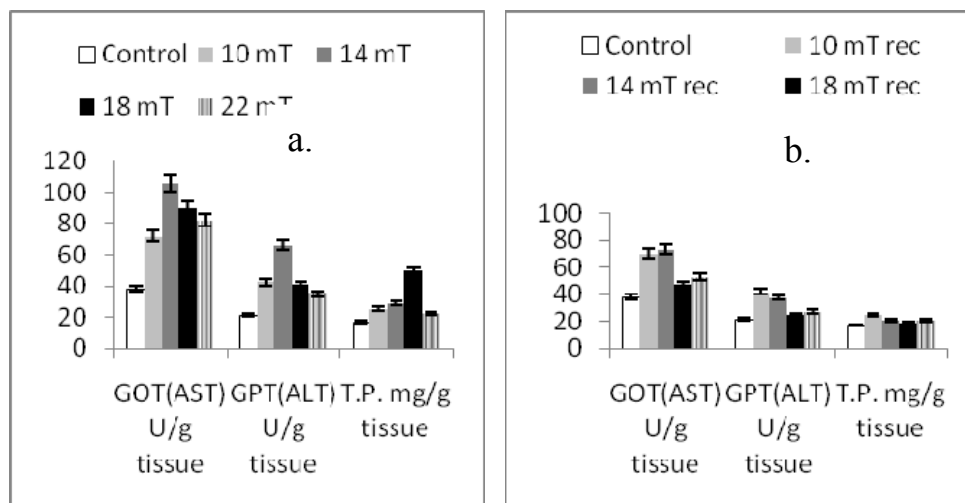 Control 10 mT 14 mT
18 mT 22 mT
a.
120
100
80
60
40
20
0
GOT(AST) GPT(ALT) T.P. mg/g
U/g U/g tissue
tissue tissue
Control 10 mT rec
14 mT rec 18 mT rec
b.
100
80
60
40
20
0
GOT(AST) GPT(ALT) T.P. mg/g
U/g U/g tissue
tissue tissue